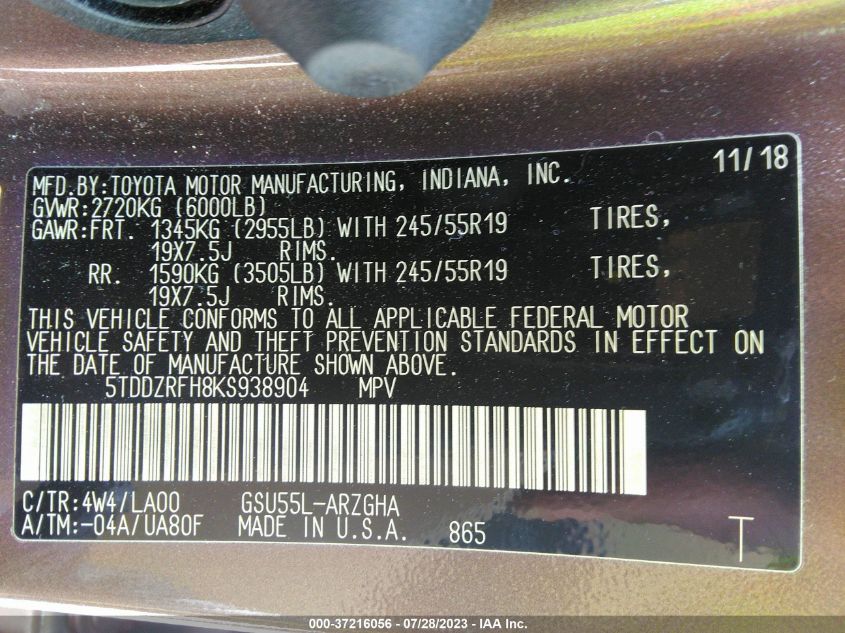 11/18
MFD.BY:TOYOTA MOTOR MANUFACTURING, INDIANA, INC.
GVWR:2720KG (6000LB)
GAWR:FRT. 1345KG (2955LB) WITH 245/55R19 TIRES,
19X7.5J RIMS.
RR. 1590KG (3505LB) WITH 245/55R19 TIRES,
19X7.5J RIMS.
THIS VEHICLE CONFORMS TO ALL APPLICABLE FEDERAL MOTOR
VEHICLE SAFETY AND THEFT PREVENTION STANDARDS IN EFFECT ON
THE DATE OF MANUFACTURE SHOWN ABOVE.
5TDDZRFH8KS938904 MPV
C/TR:4W4/LA00 GSU55L-ARZGHA
A/TM:-04A/UA80F MADE IN U.S.A. 865 T
000-37216056 - 07/28/2023 - IAA Inc.